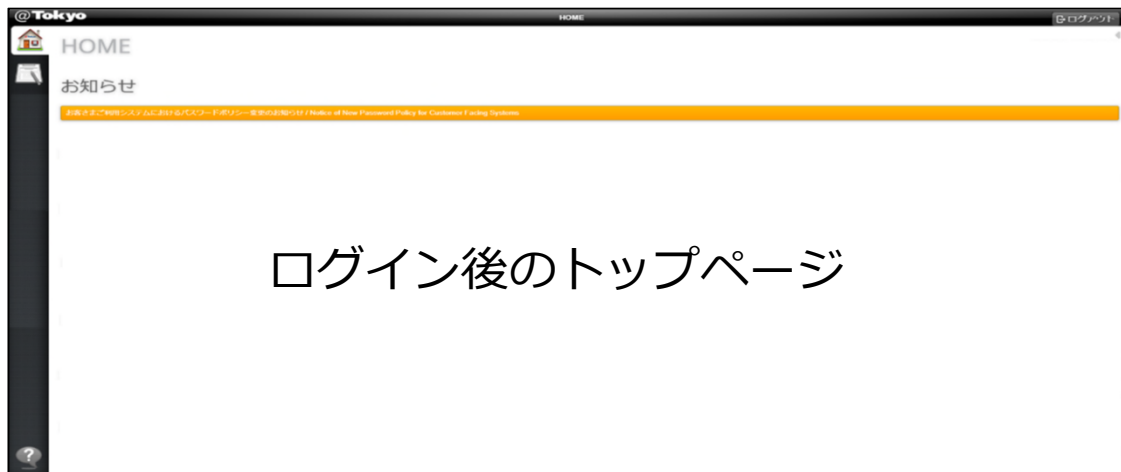 @Tokyo
HOME
ログアウト
HOME
お知らせ
お客さまご利用システムにおけるパスワードポリシー変更のお知らせ / Notice of New Password Policy for Customer Facing Systems
ログイン後のトップページ
?